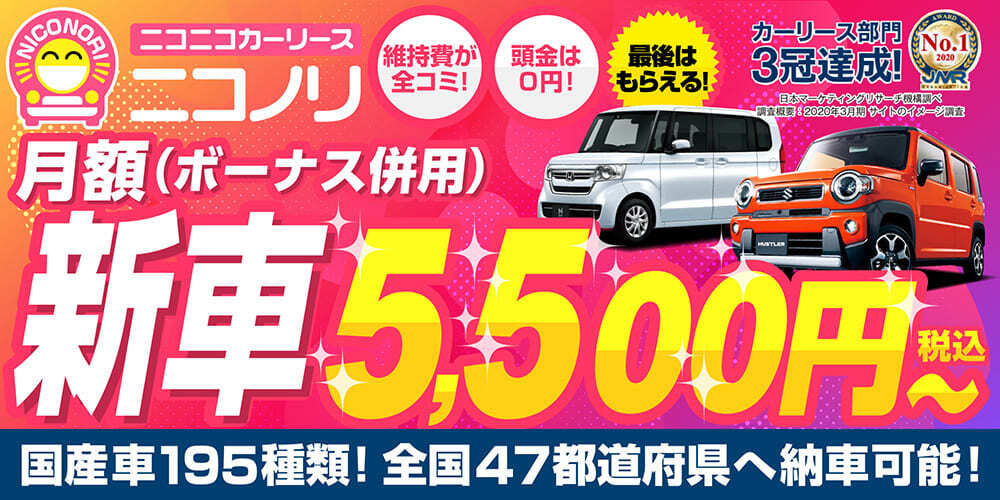 NICONORI
ニコニコカーリース
ニコノリ
維持費が
全コミ!
頭金は
0円!
最後は
もらえる!
カーリース部門
3冠達成!
AWARD
No.1
2020
JMR
日本マーケティングリサーチ機構調べ
調査概要:2020年3月期 サイトのイメージ調査
月額(ボーナス併用)
新車5,500円~
税込
HUSTLER
国産車195種類! 全国47都道府県へ納車可能!